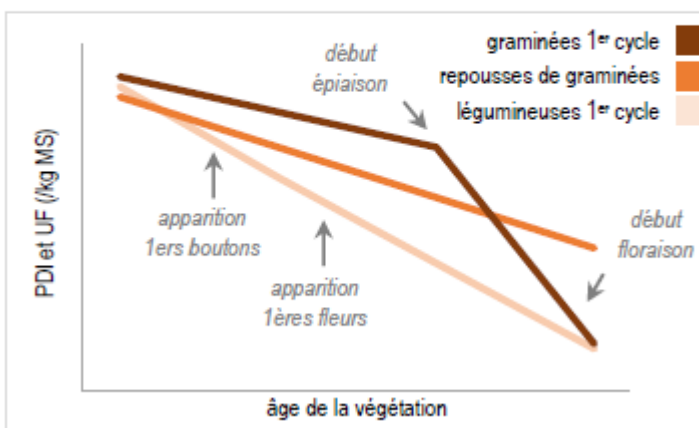 graminées 1er cycle
repousses de graminées
légumineuses 1er cycle
début
épiaison
début
floraison
apparition
1ers boutons
apparition
1ères fleurs
PDI et UF (/kg MS)
âge de la végétation